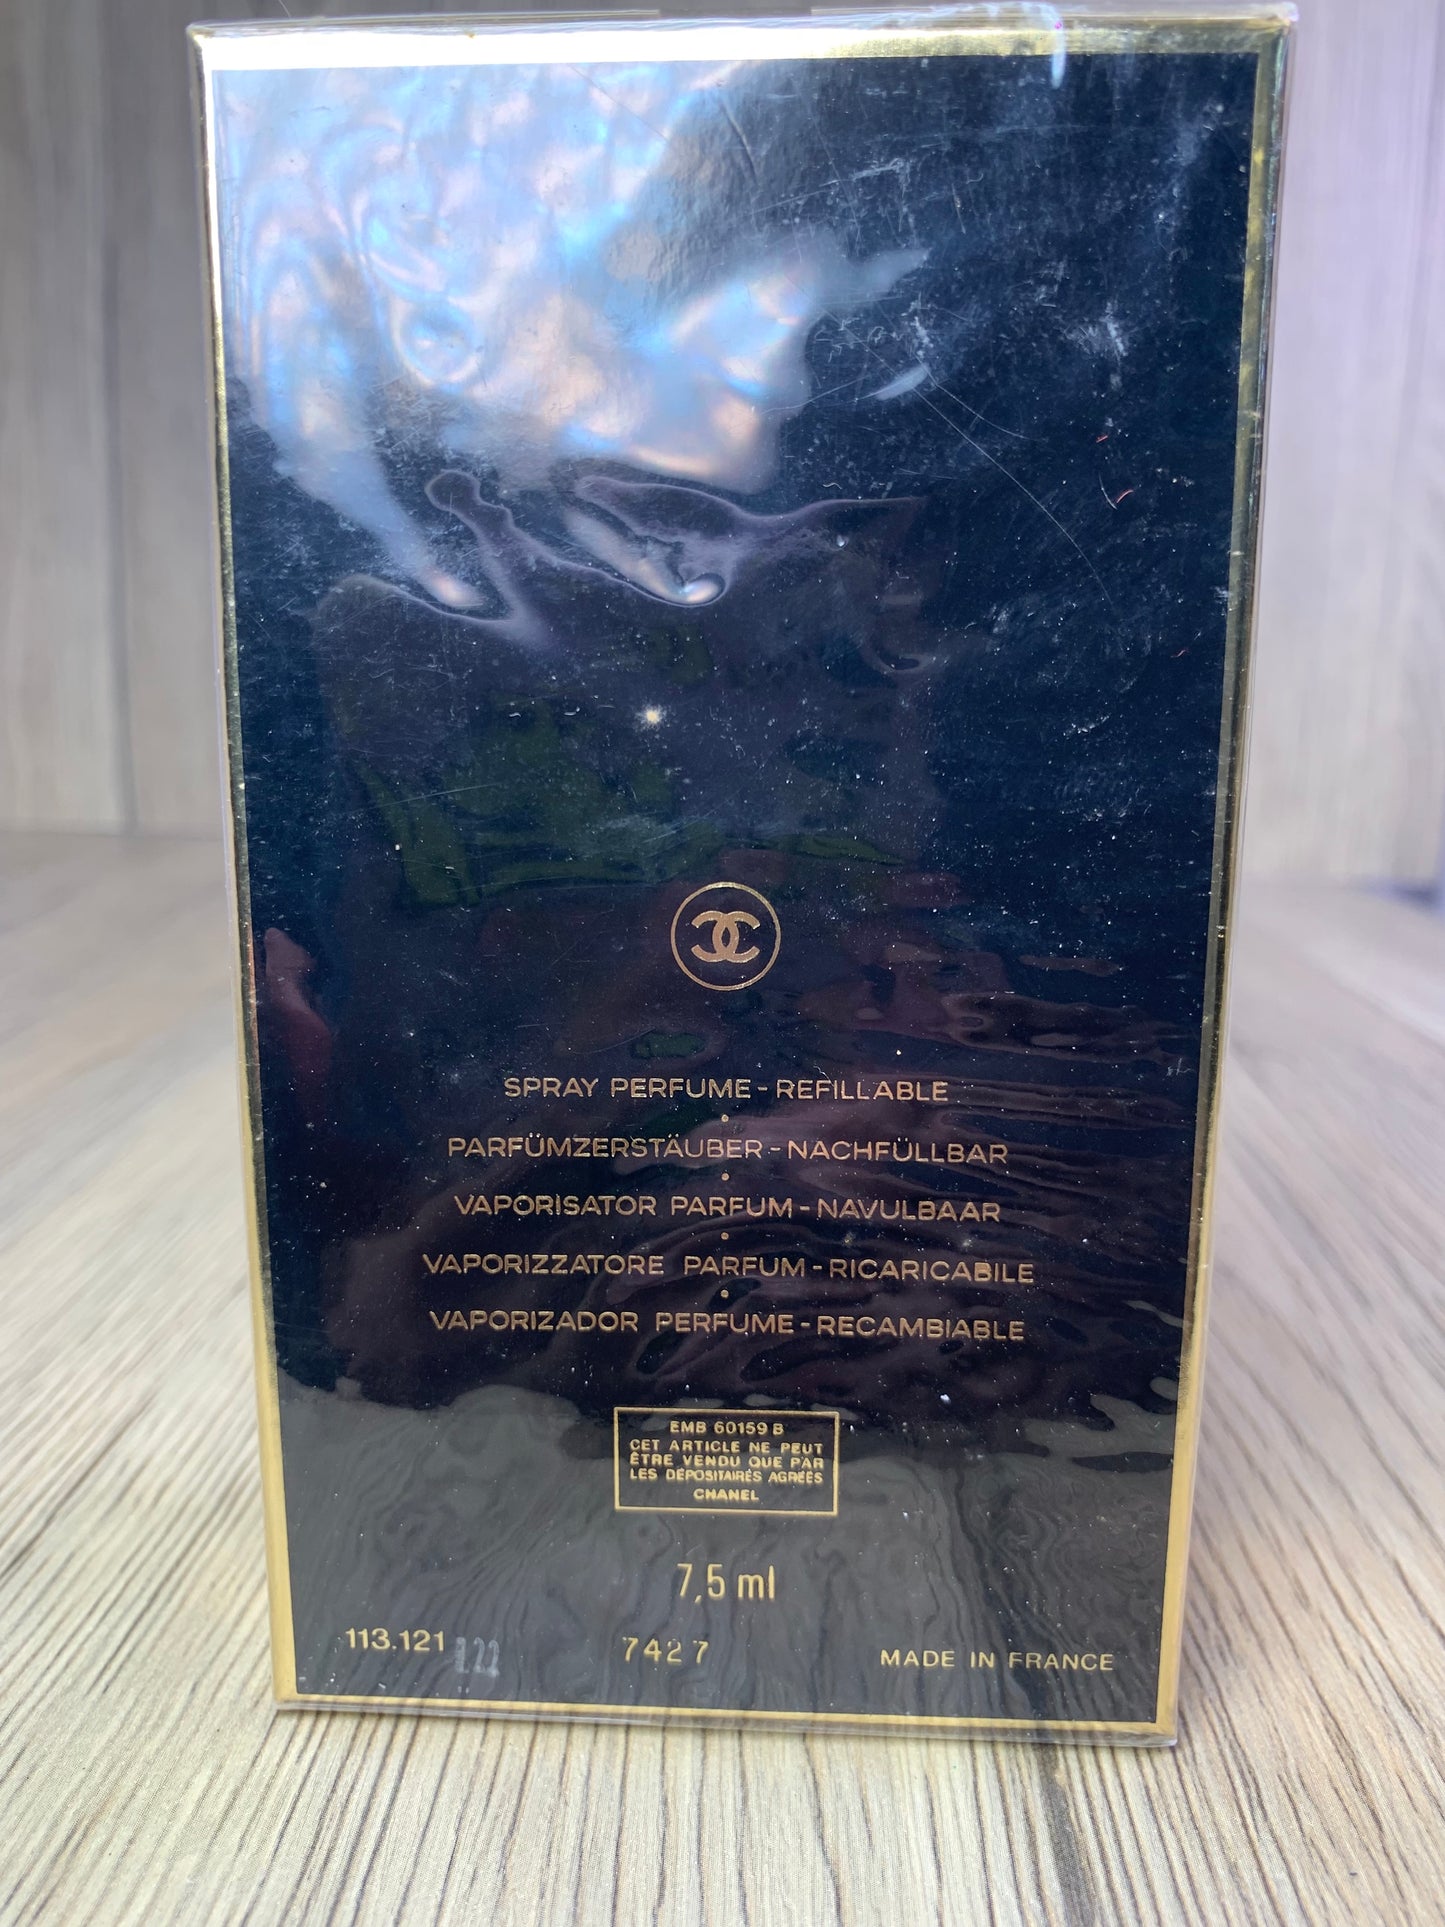 SPRAY PERFUME - REFILLABLE
PARFÜMZERSTÄUBER - NACHFÜLLBAR
VAPORISATOR PARFUM - NAVULBAAR
VAPORIZZATORE PARFUM - RICARICABILE
VAPORIZADOR PERFUME - RECAMBIABLE
EMB 60159 B
CET ARTICLE NE PEUT
ÊTRE VENDU QUE PAR
LES DÉPOSITAIRES AGRÉÉS
CHANEL
7,5 ml
113.121
7427
MADE IN FRANCE